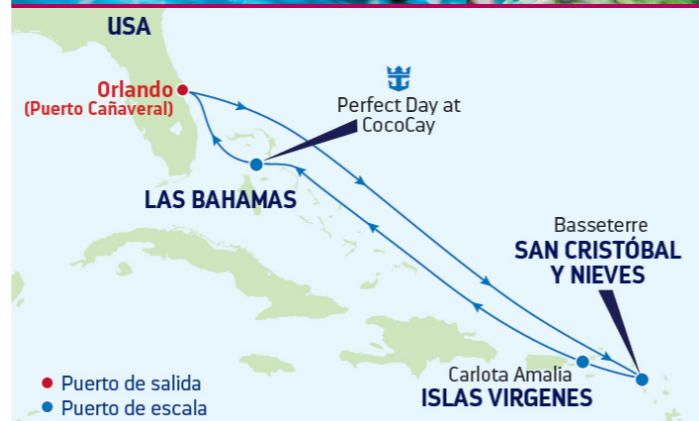 USA
Orlando
(Puerto Cañaveral)
Perfect Day at
CocoCay
LAS BAHAMAS
Basseterre
SAN CRISTÓBAL
Y NIEVES
Carlota Amalia
ISLAS VIRGENES
Puerto de salida
Puerto de escala